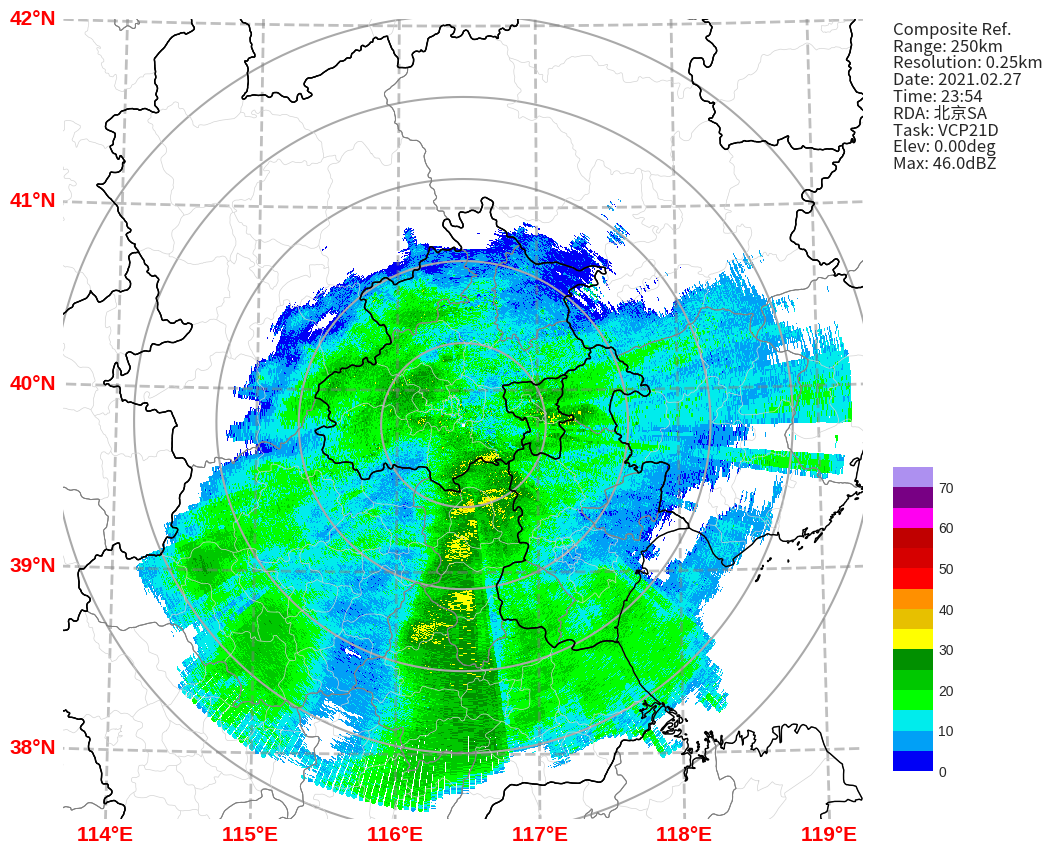 42°N
41°N
40°N
39°N
38°N
114°E 115°E 116°E 117°E 118°E 119°E
Composite Ref.
Range: 250km
Resolution: 0.25km
Date: 2021.02.27
Time: 23:54
RDA: 北京SA
Task: VCP21D
Elev: 0.00deg
Max: 46.0dBZ
70
60
50
40
30
20
10
0